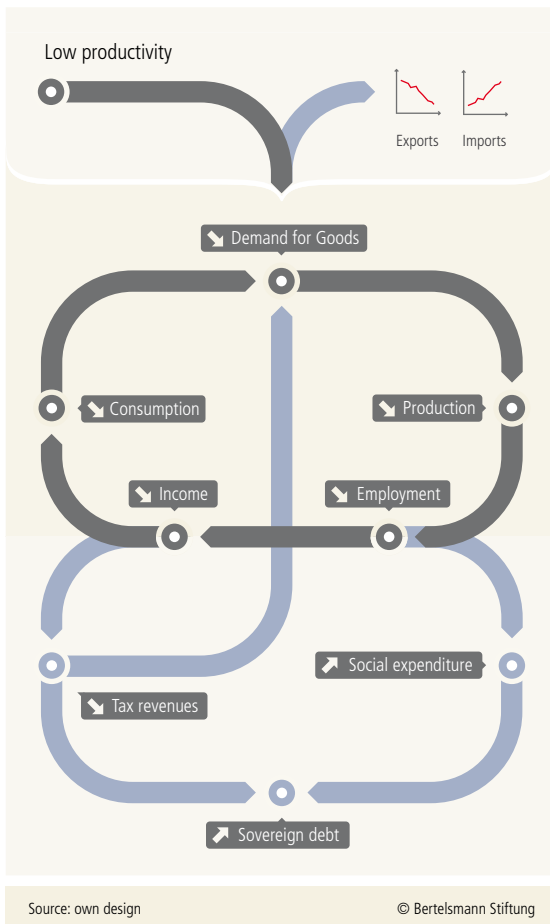 Low productivity
Exports
Imports
Demand for Goods
Consumption
Production
Income
Employment
Social expenditure
Tax revenues
Sovereign debt
Source: own design
© Bertelsmann Stiftung